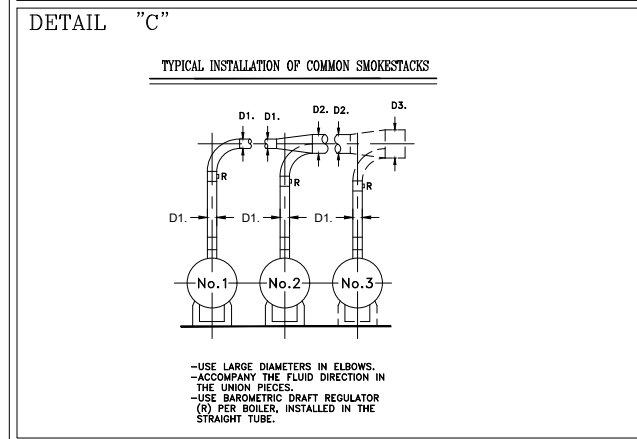 DETAIL "C"
TYPICAL INSTALLATION OF COMMON SMOKESTACKS
D1. D1. D2. D2. D3.
R R R
D1. D1. D1.
No.1 No.2 No.3
-USE LARGE DIAMETERS IN ELBOWS.
-ACCOMPANY THE FLUID DIRECTION IN
THE UNION PIECES.
-USE BAROMETRIC DRAFT REGULATOR
(R) PER BOILER, INSTALLED IN THE
STRAIGHT TUBE.